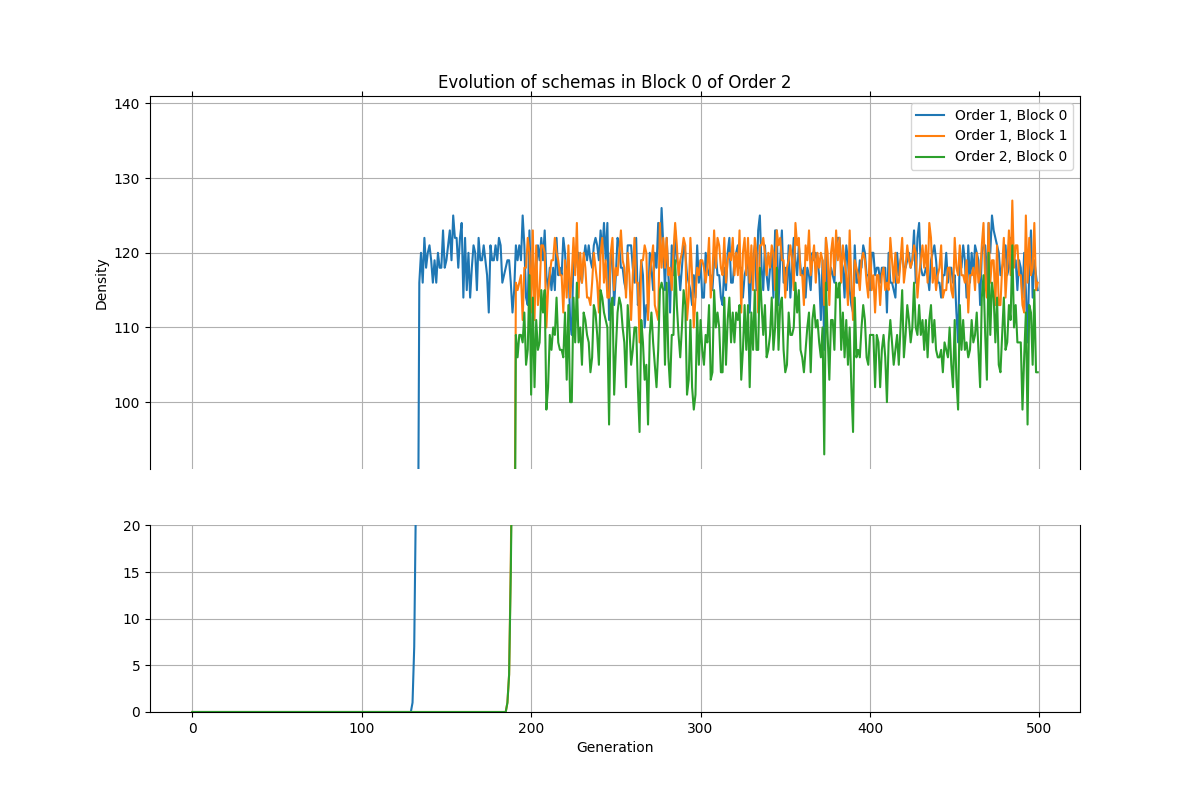 Evolution of schemas in Block 0 of Order 2
140
130
120
110
100
Density
Order 1, Block 0
Order 1, Block 1
Order 2, Block 0
20
15
10
5
0
0 100 200 300 400 500
Generation